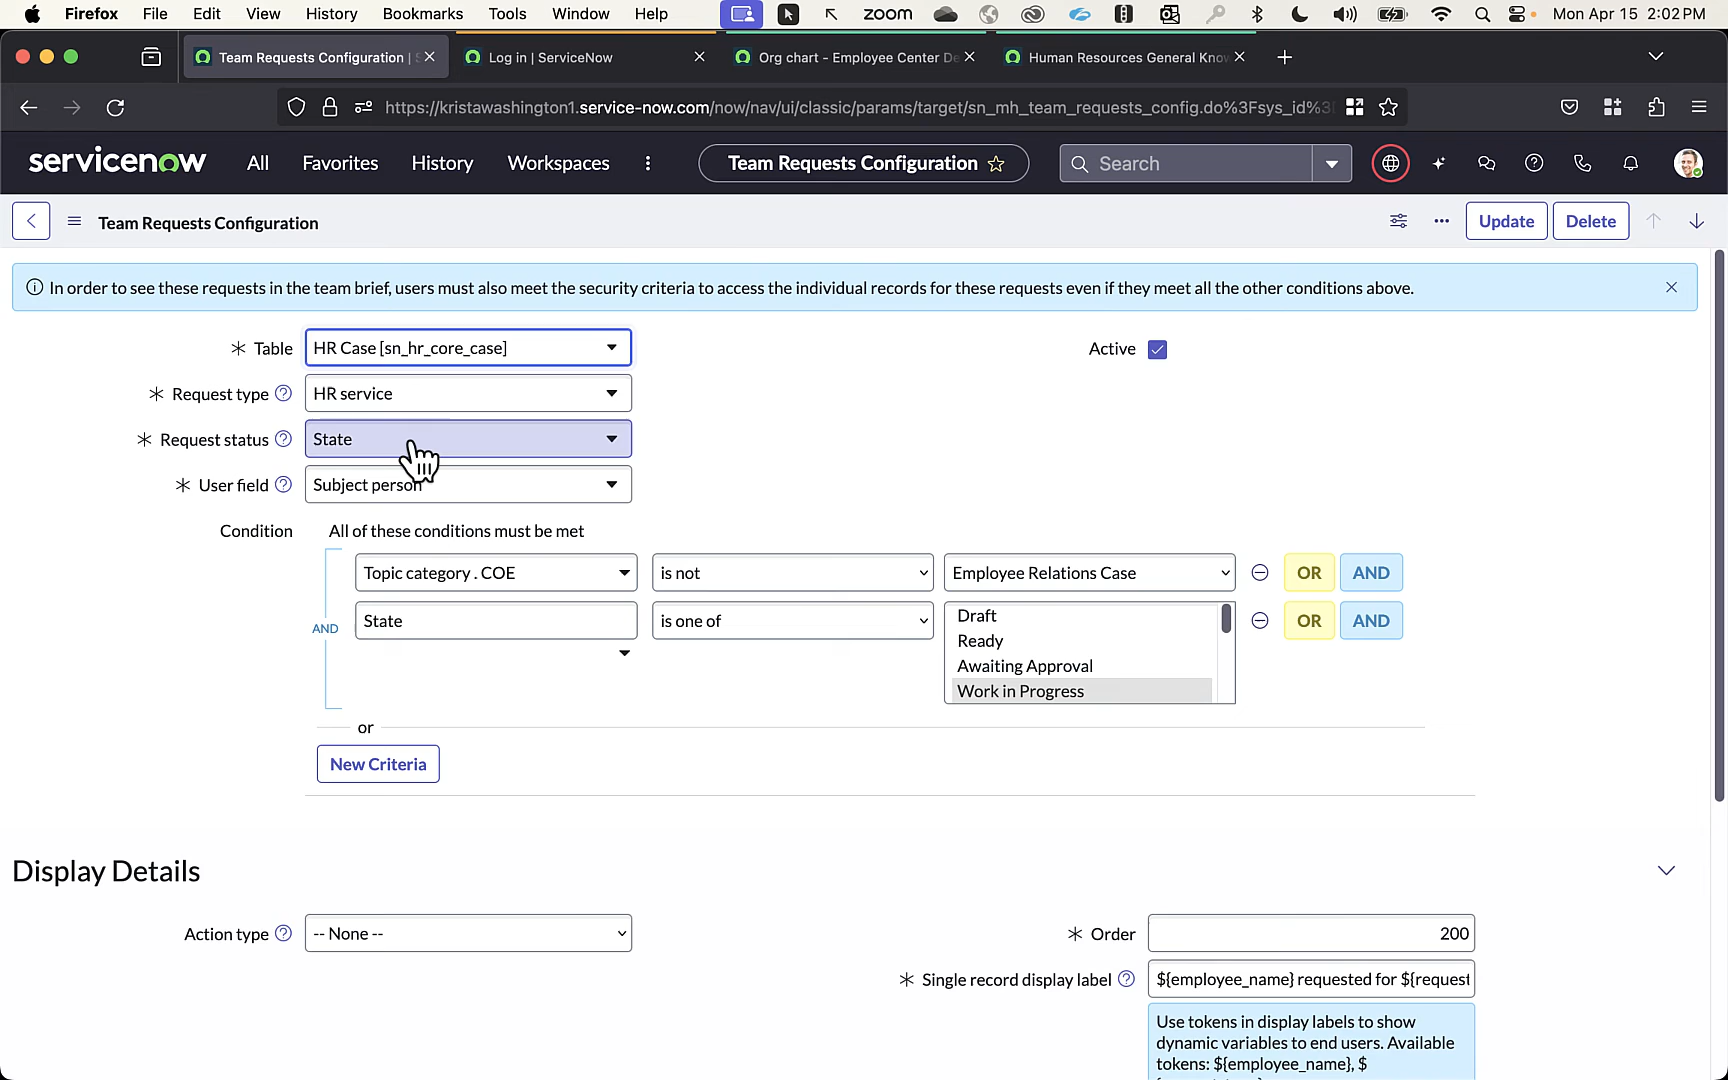 Firefox File Edit View History Bookmarks Tools Window Help zoom Mon Apr 15 2:02 PM
Team Requests Configuration | S
Log in | ServiceNow
Org chart - Employee Center De
Human Resources General Know
https://kristawashington1.service-now.com/now/nav/ui/classic/params/target/sn_mh_team_requests_config.do%3Fsys_id%3
servicenow All Favorites History Workspaces Team Requests Configuration Search
Team Requests Configuration Update Delete
In order to see these requests in the team brief, users must also meet the security criteria to access the individual records for these requests even if they meet all the other conditions above.
* Table HR Case [sn_hr_core_case] Active
* Request type HR service
* Request status State
* User field Subject person
Condition All of these conditions must be met
Topic category . COE is not Employee Relations Case OR AND
AND State is one of Draft OR AND
Ready
Awaiting Approval
Work in Progress
or
New Criteria
Display Details
Action type -- None -- * Order 200
* Single record display label ${employee_name} requested for ${request
Use tokens in display labels to show
dynamic variables to end users. Available
tokens: ${employee_name}, $